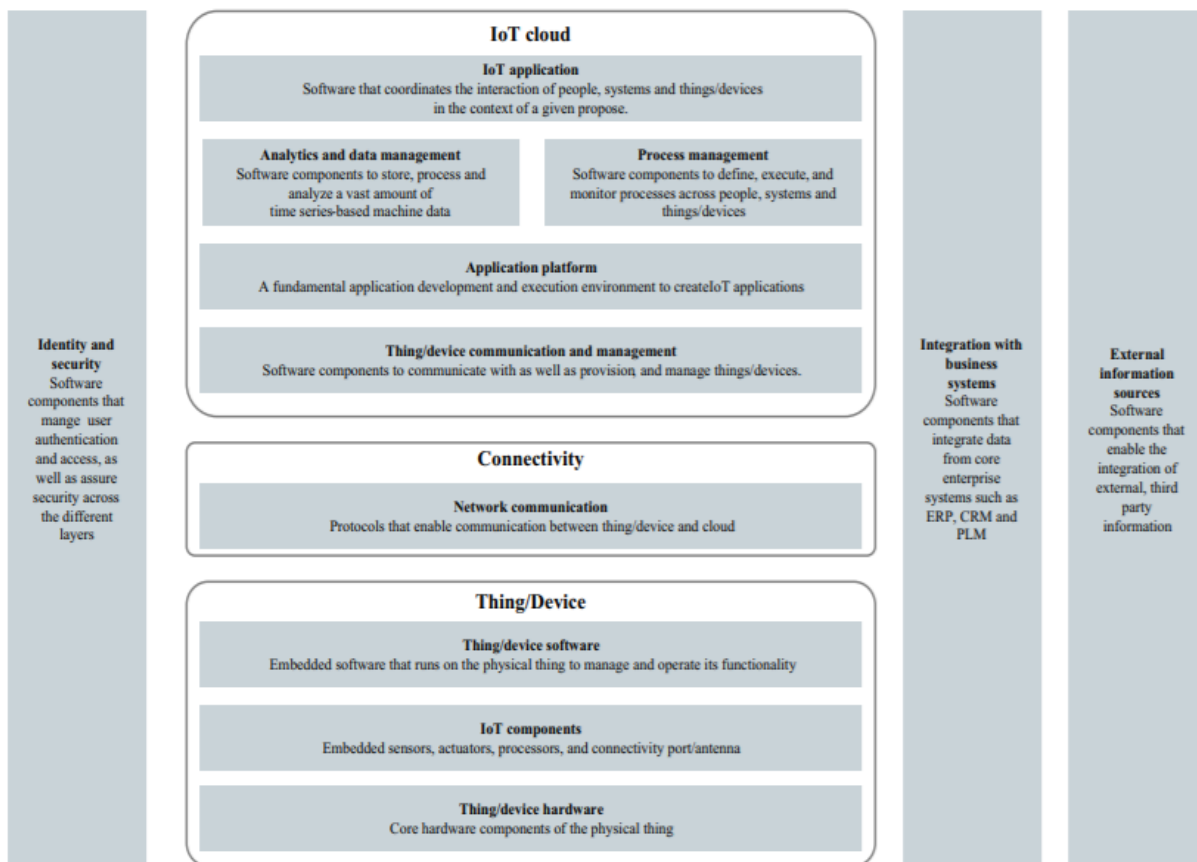 IoT cloud
IoT application
Software that coordinates the interaction of people, systems and things/devices
in the context of a given propose.
Analytics and data management
Software components to store, process and
analyze a vast amount of
time series-based machine data
Process management
Software components to define, execute, and
monitor processes across people, systems and
things/devices
Application platform
A fundamental application development and execution environment to createIoT applications
Thing/device communication and management
Software components to communicate with as well as provision, and manage things/devices.
Connectivity
Network communication
Protocols that enable communication between thing/device and cloud
Thing/Device
Thing/device software
Embedded software that runs on the physical thing to manage and operate its functionality
IoT components
Embedded sensors, actuators, processors, and connectivity port/antenna
Thing/device hardware
Core hardware components of the physical thing
Identity and
security
Software
components that
mange user
authentication
and access, as
well as assure
security across
the different
layers
Integration with
business
systems
Software
components that
integrate data
from core
enterprise
systems such as
ERP, CRM and
PLM
External
information
sources
Software
components that
enable the
integration of
external, third
party
information